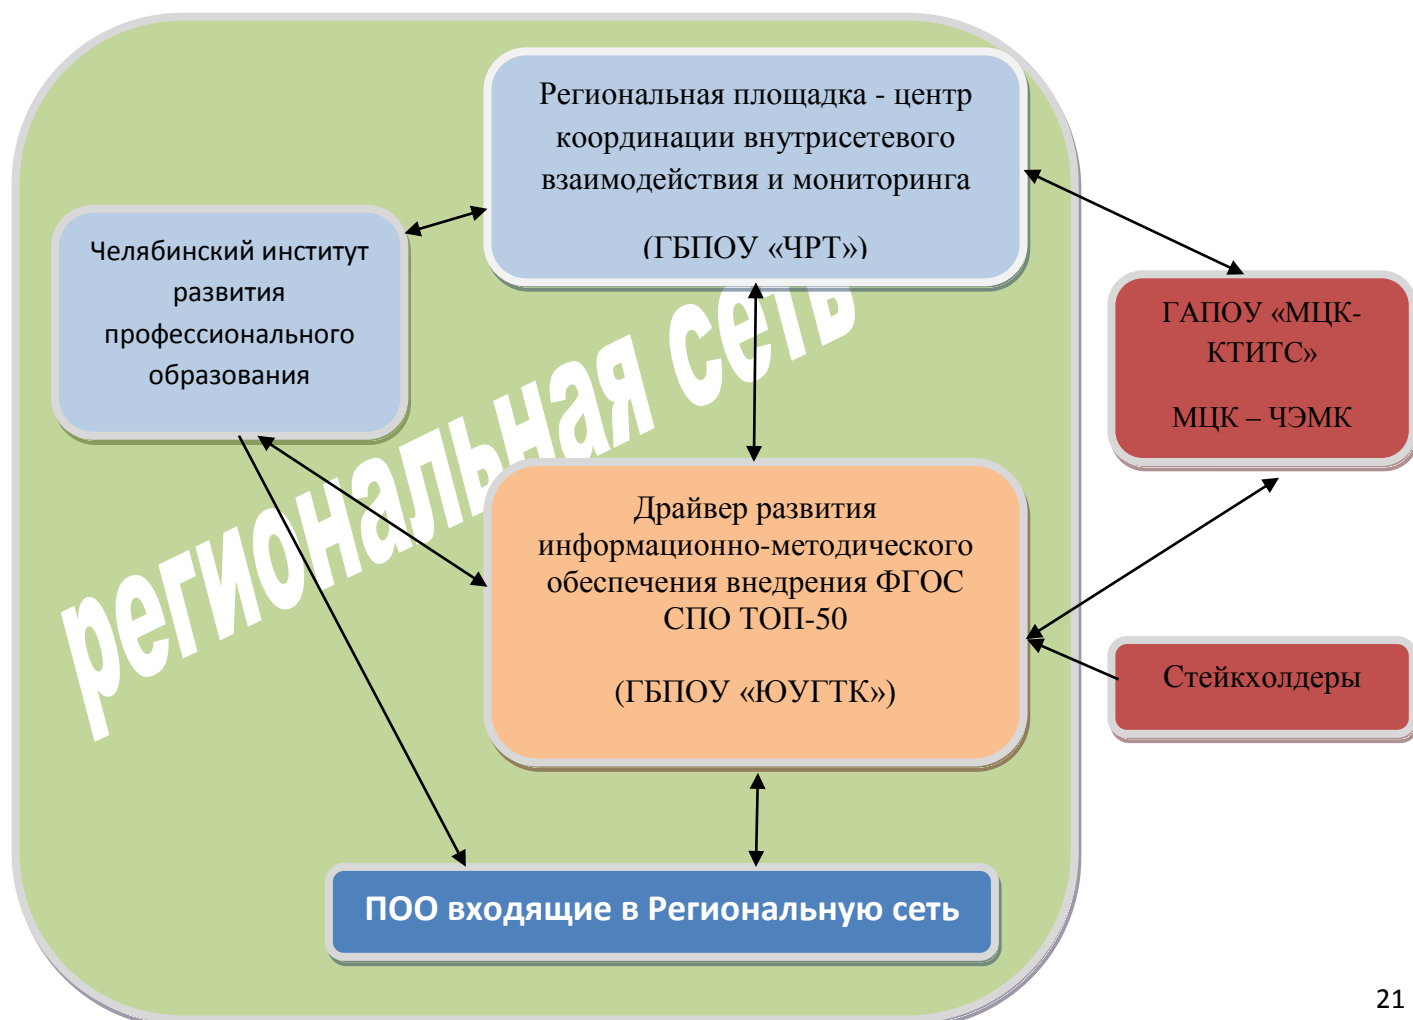 Региональная площадка - центр
координации внутрисетевого
взаимодействия и мониторинга
(ГБПОУ «ЧРТ»)
Челябинский институт
развития
профессионального
образования
ГАПОУ «МЦК-
КТИТС»
МЦК – ЧЭМК
региональная сеть
Драйвер развития
информационно-методического
обеспечения внедрения ФГОС
СПО ТОП-50
(ГБПОУ «ЮУГТК»)
Стейкхолдеры
ПОО входящие в Региональную сеть
21